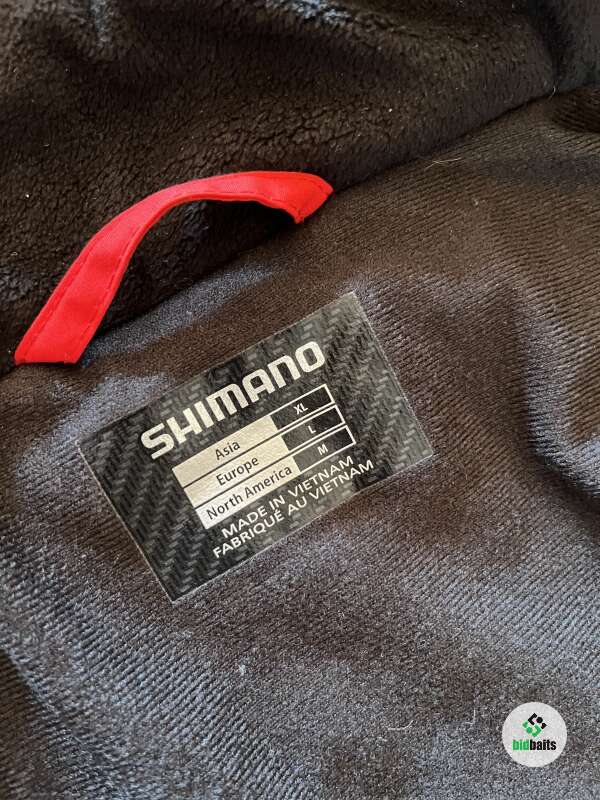 SHIMANO
Asia XL
Europe L
North America M
MADE IN VIETNAM
FABRIQUÉ AU VIETNAM
bidbaits